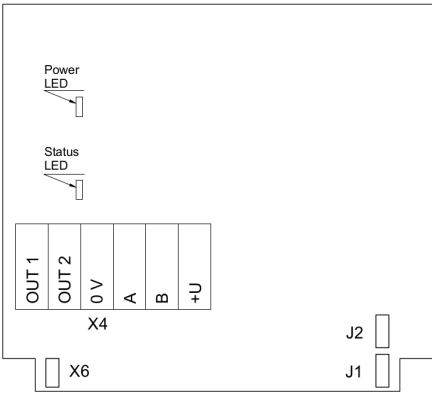 Power
LED
Status
LED
OUT 1
OUT 2
0 V
A
B
+U
X4
J2
X6
J1